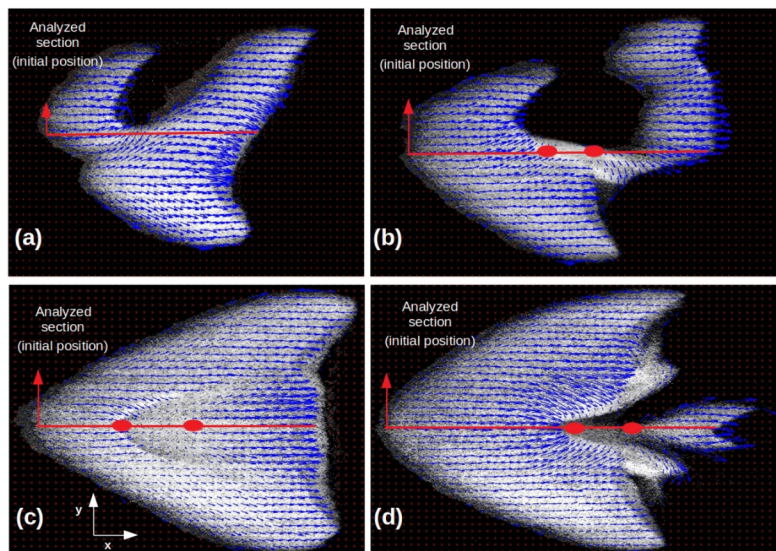 Analyzed
section
(initial position)
(a)
Analyzed
section
(initial position)
(b)
Analyzed
section
(initial position)
y
x
(c)
Analyzed
section
(initial position)
(d)